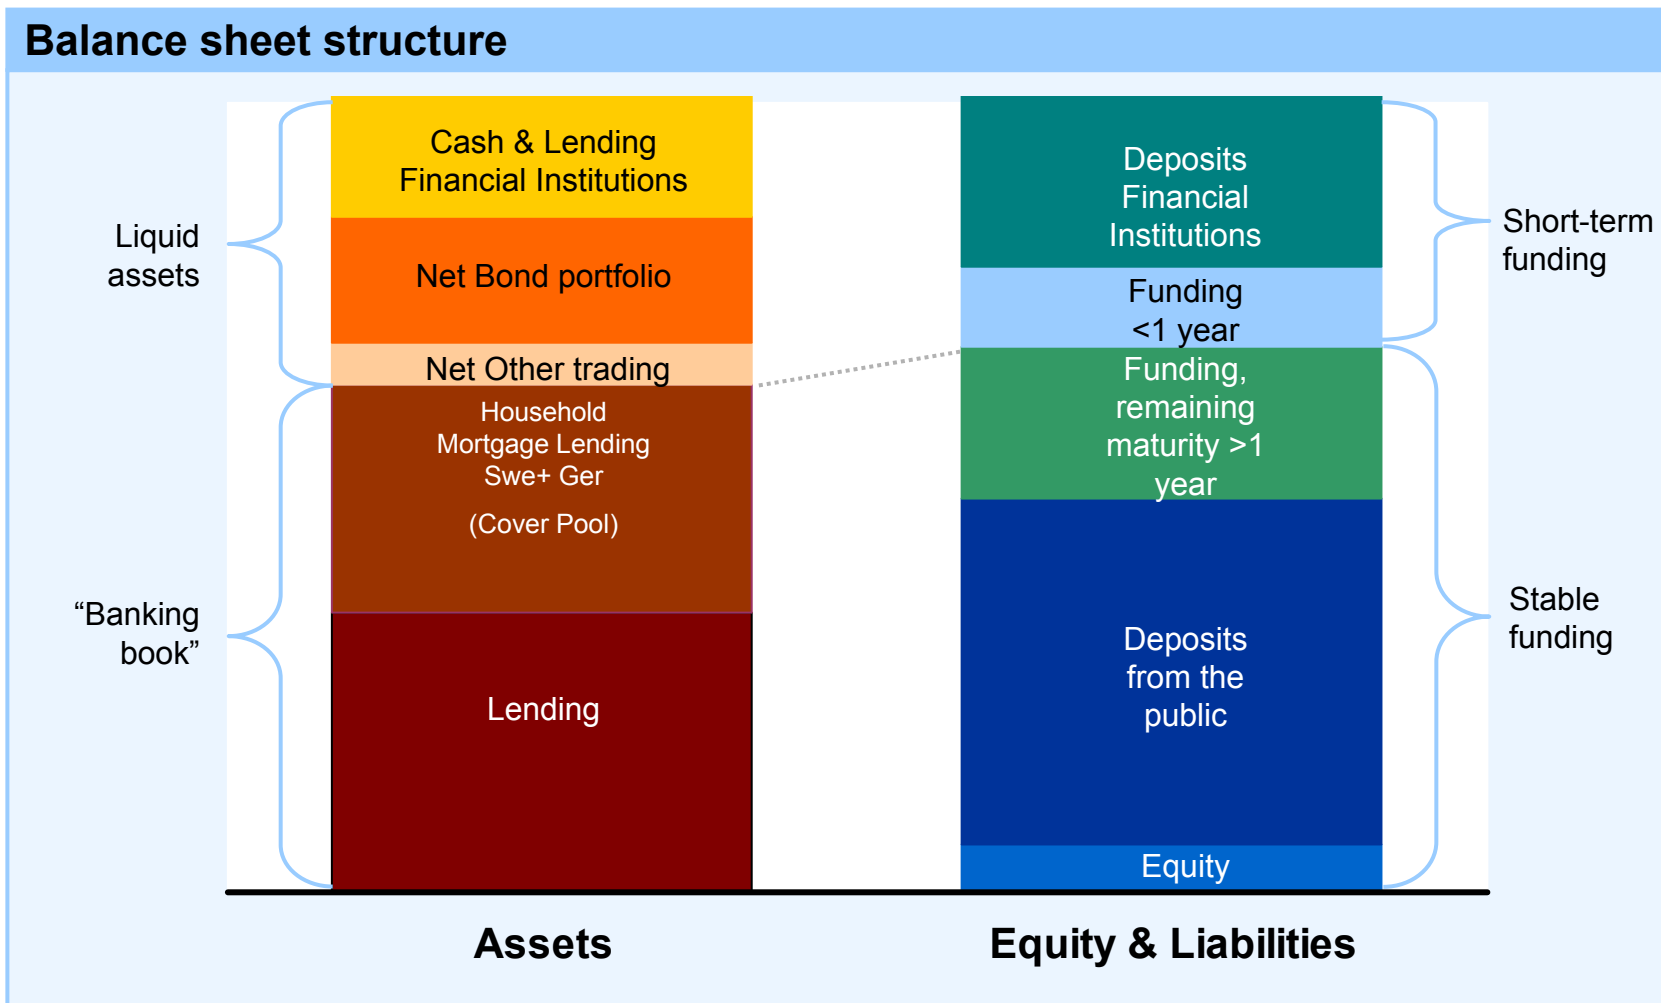 Balance sheet structure
Liquid
assets
“Banking
book”
Cash & Lending
Financial Institutions
Net Bond portfolio
Net Other trading
Household
Mortgage Lending
Swe+ Ger
(Cover Pool)
Lending
Deposits
Financial
Institutions
Funding
<1 year
Funding,
remaining
maturity >1
year
Deposits
from the
public
Equity
Short-term
funding
Stable
funding
Assets
Equity & Liabilities